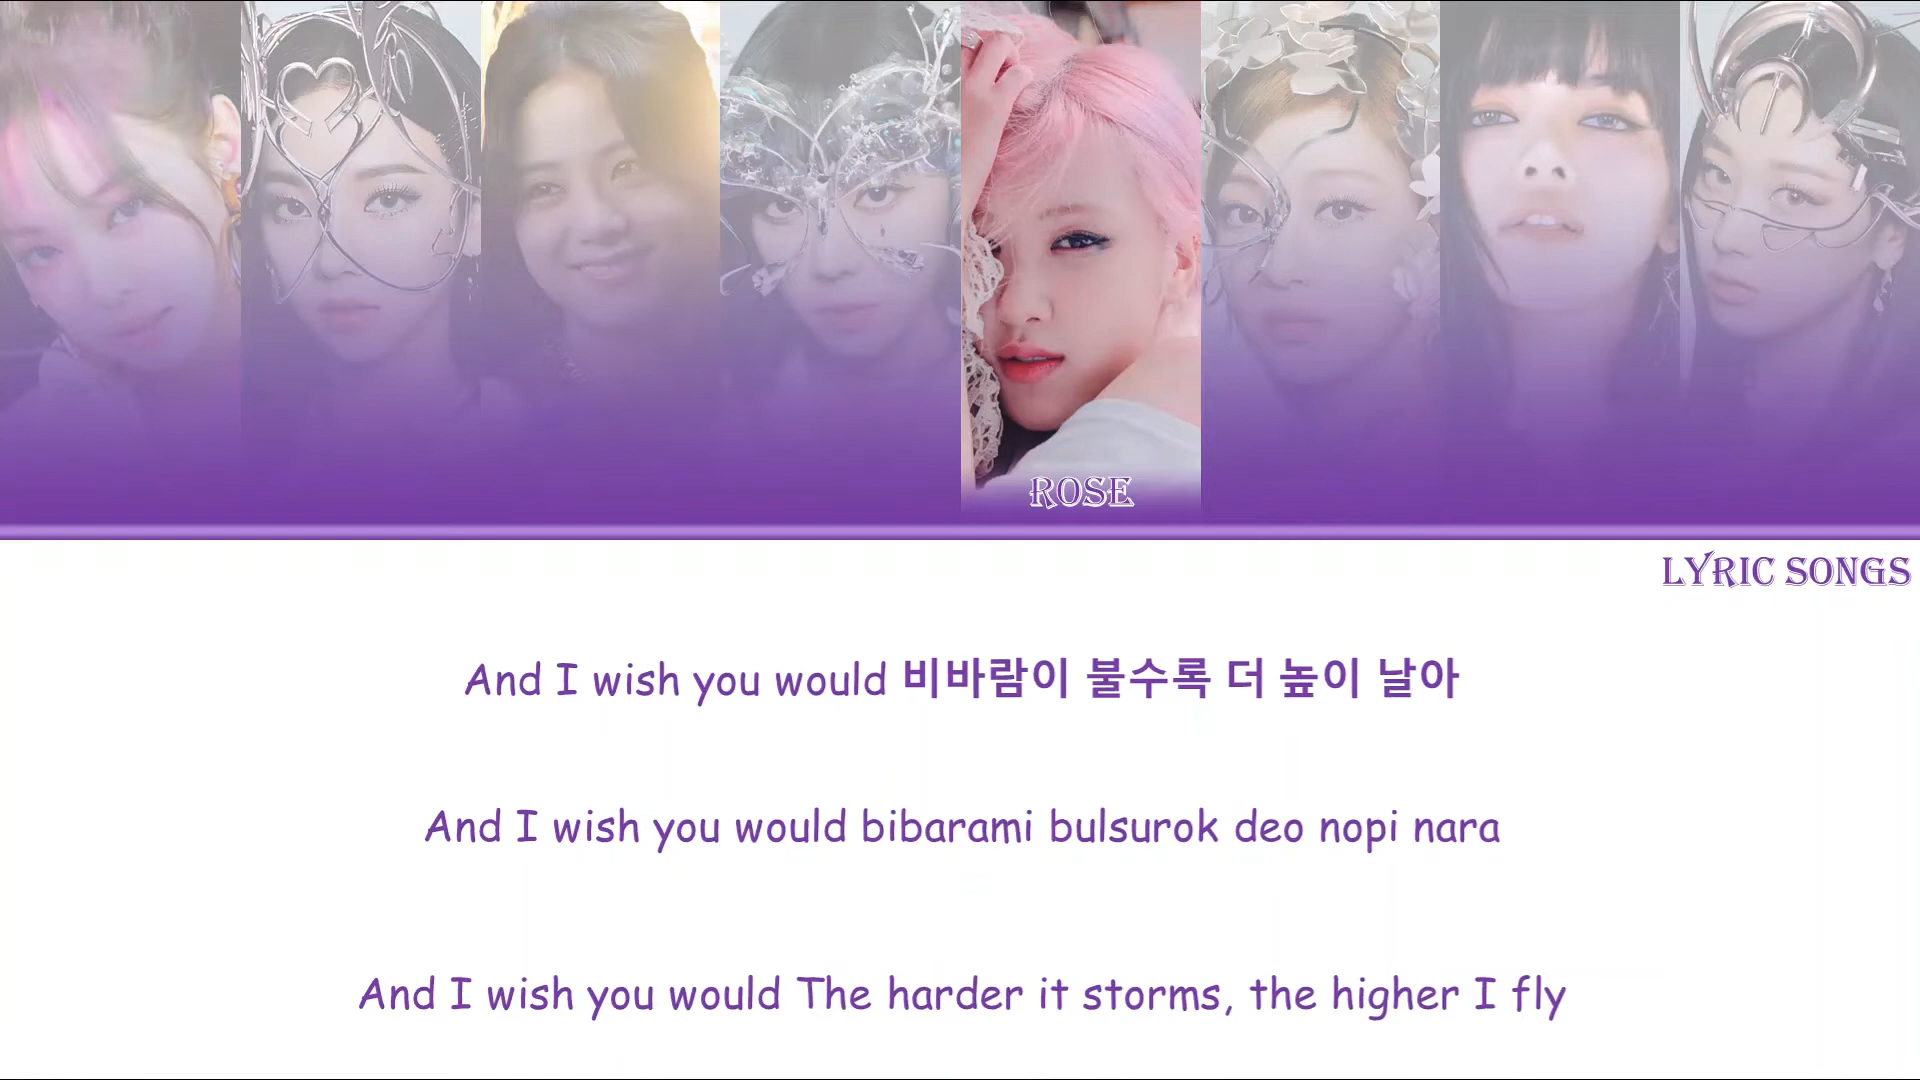 ROSE
LYRIC SONGS
And I wish you would 비바람이 불수록 더 높이 날아
And I wish you would bibarami bulsurok deo nopi nara
And I wish you would The harder it storms, the higher I fly